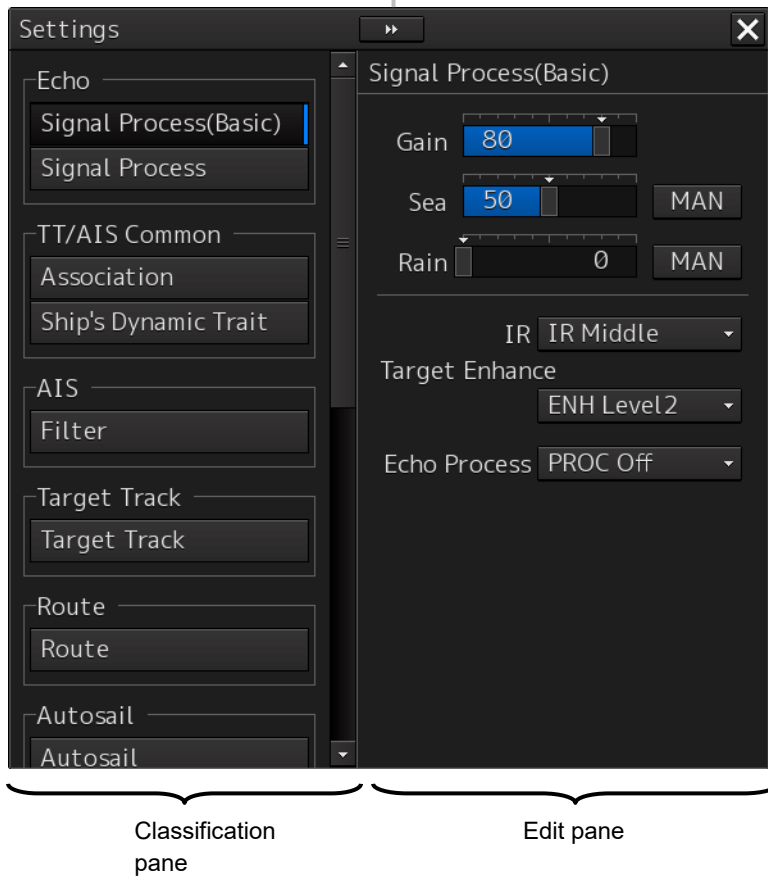 Settings
Echo
Signal Process(Basic)
Signal Process
TT/AIS Common
Association
Ship's Dynamic Trait
AIS
Filter
Target Track
Target Track
Route
Route
Autosail
Autosail
Signal Process(Basic)
Gain 80
Sea 50 MAN
Rain 0 MAN
IR IR Middle
Target Enhance
ENH Level2
Echo Process PROC Off
Classification
pane
Edit pane